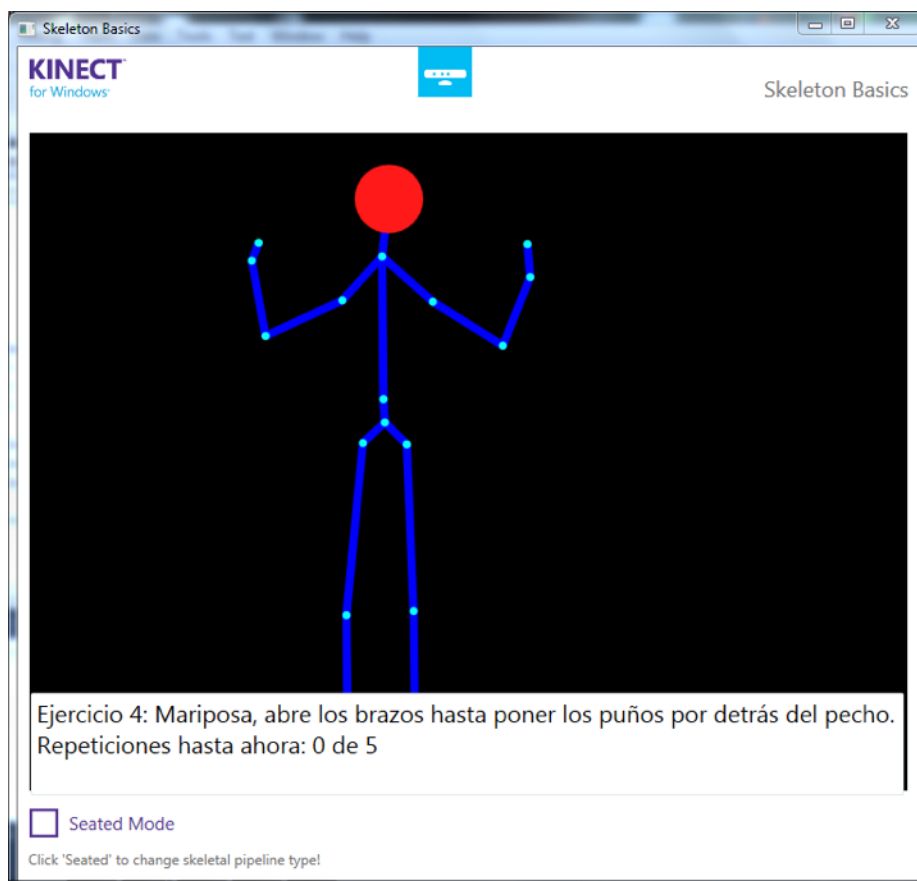 Skeleton Basics
KINECT™
for Windows
Skeleton Basics
Ejercicio 4: Mariposa, abre los brazos hasta poner los puños por detrás del pecho.
Repeticiones hasta ahora: 0 de 5
Seated Mode
Click 'Seated' to change skeletal pipeline type!